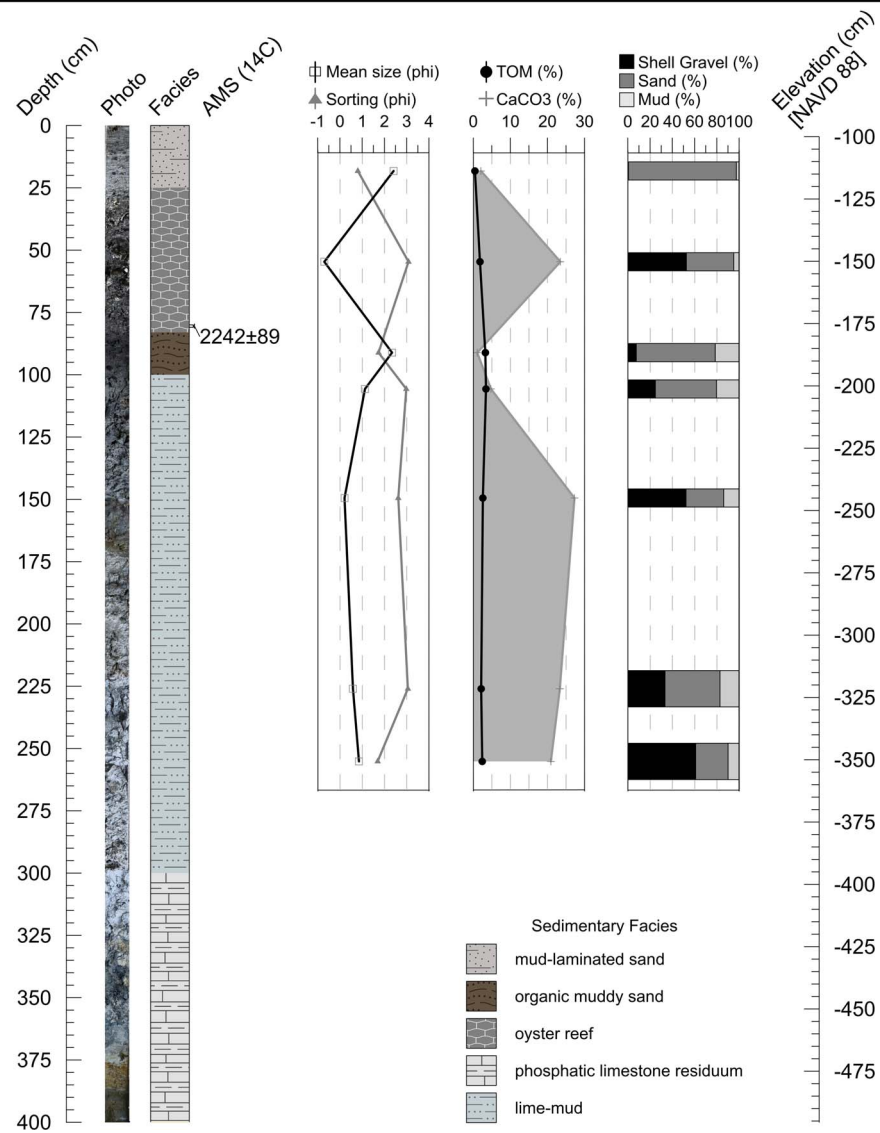 Depth (cm)
Photo
Facies
AMS (14C)
Mean size (phi)
Sorting (phi)
-1 0 1 2 3 4
TOM (%)
CaCO3 (%)
0 10 20 30
Shell Gravel (%)
Sand (%)
Mud (%)
0 20 40 60 80 100
Elevation (cm)
[NAVD 88]
0
25
50
75
100
125
150
175
200
225
250
275
300
325
350
375
400
2242±89
-100
-125
-150
-175
-200
-225
-250
-275
-300
-325
-350
-375
-400
-425
-450
-475
Sedimentary Facies
mud-laminated sand
organic muddy sand
oyster reef
phosphatic limestone residuum
lime-mud